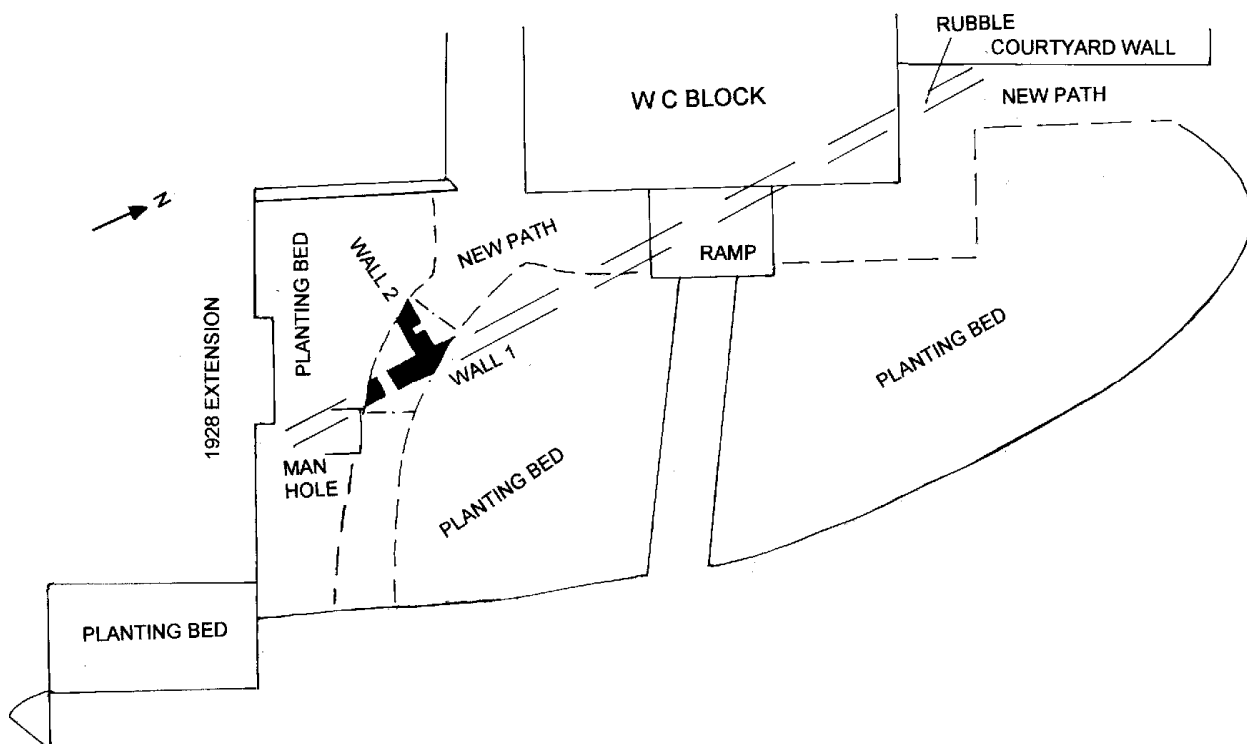 RUBBLE
COURTYARD WALL
W C BLOCK
NEW PATH
N
WALL 2
NEW PATH
RAMP
PLANTING BED
PLANTING BED
1928 EXTENSION
WALL 1
MAN
HOLE
PLANTING BED
PLANTING BED